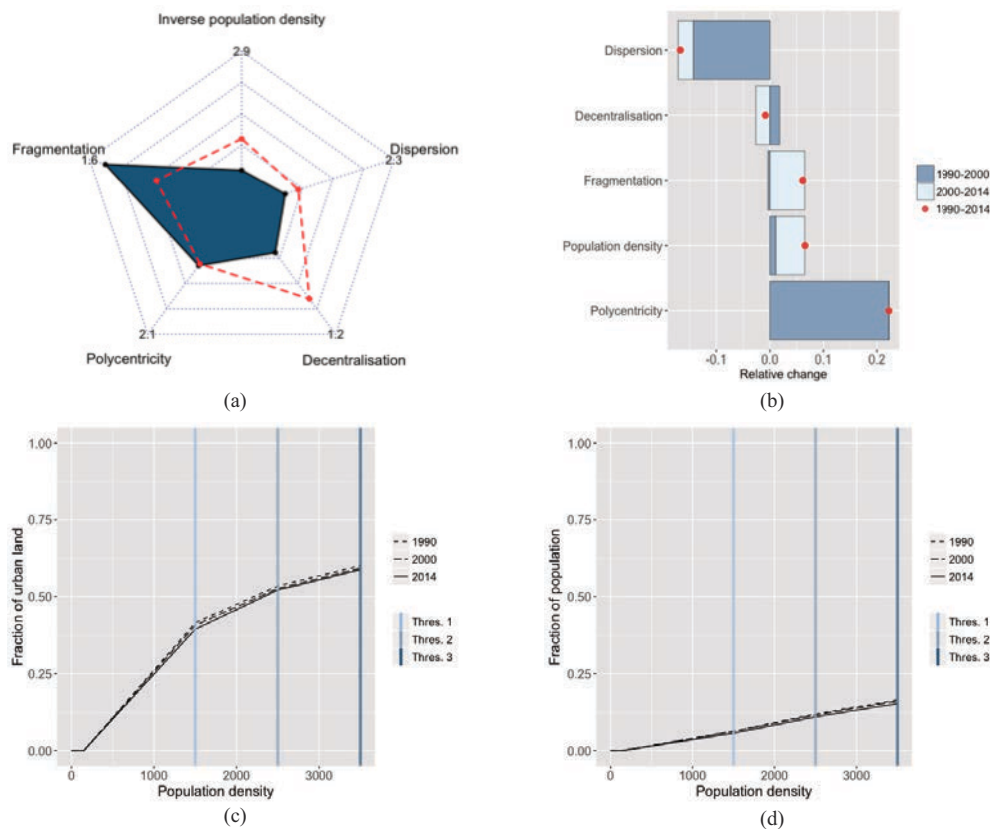 Inverse population density
2.9
Fragmentation
1.6
Dispersion
2.3
2.1
1.2
Polycentricity
Decentralisation
(a)
Dispersion
Decentralisation
Fragmentation
Population density
Polycentricity
-0.1 0.0 0.1 0.2
Relative change
1990-2000
2000-2014
1990-2014
(b)
Fraction of urban land
1.00
0.75
0.50
0.25
0.00
0 1000 2000 3000
Population density
1990
2000
2014
Thres. 1
Thres. 2
Thres. 3
(c)
Fraction of population
1.00
0.75
0.50
0.25
0.00
0 1000 2000 3000
Population density
1990
2000
2014
Thres. 1
Thres. 2
Thres. 3
(d)